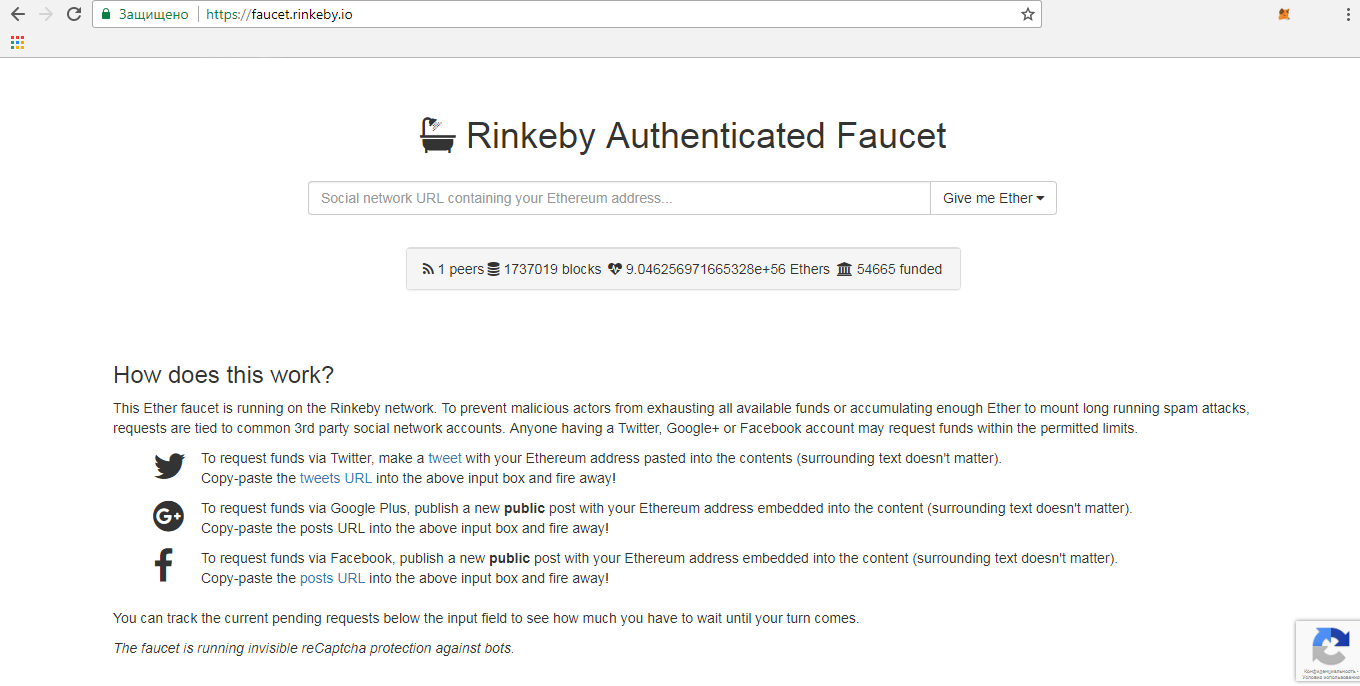 Защищено https://faucet.rinkeby.io
Rinkeby Authenticated Faucet
Social network URL containing your Ethereum address... Give me Ether
1 peers 1737019 blocks 9.046256971665328e+56 Ethers 54665 funded
How does this work?
This Ether faucet is running on the Rinkeby network. To prevent malicious actors from exhausting all available funds or accumulating enough Ether to mount long running spam attacks,
requests are tied to common 3rd party social network accounts. Anyone having a Twitter, Google+ or Facebook account may request funds within the permitted limits.
To request funds via Twitter, make a tweet with your Ethereum address pasted into the contents (surrounding text doesn't matter).
Copy-paste the tweets URL into the above input box and fire away!
G+ To request funds via Google Plus, publish a new public post with your Ethereum address embedded into the content (surrounding text doesn't matter).
Copy-paste the posts URL into the above input box and fire away!
f To request funds via Facebook, publish a new public post with your Ethereum address embedded into the content (surrounding text doesn't matter).
Copy-paste the posts URL into the above input box and fire away!
You can track the current pending requests below the input field to see how much you have to wait until your turn comes.
The faucet is running invisible reCaptcha protection against bots.
Конфиденциальность -
Условия использования